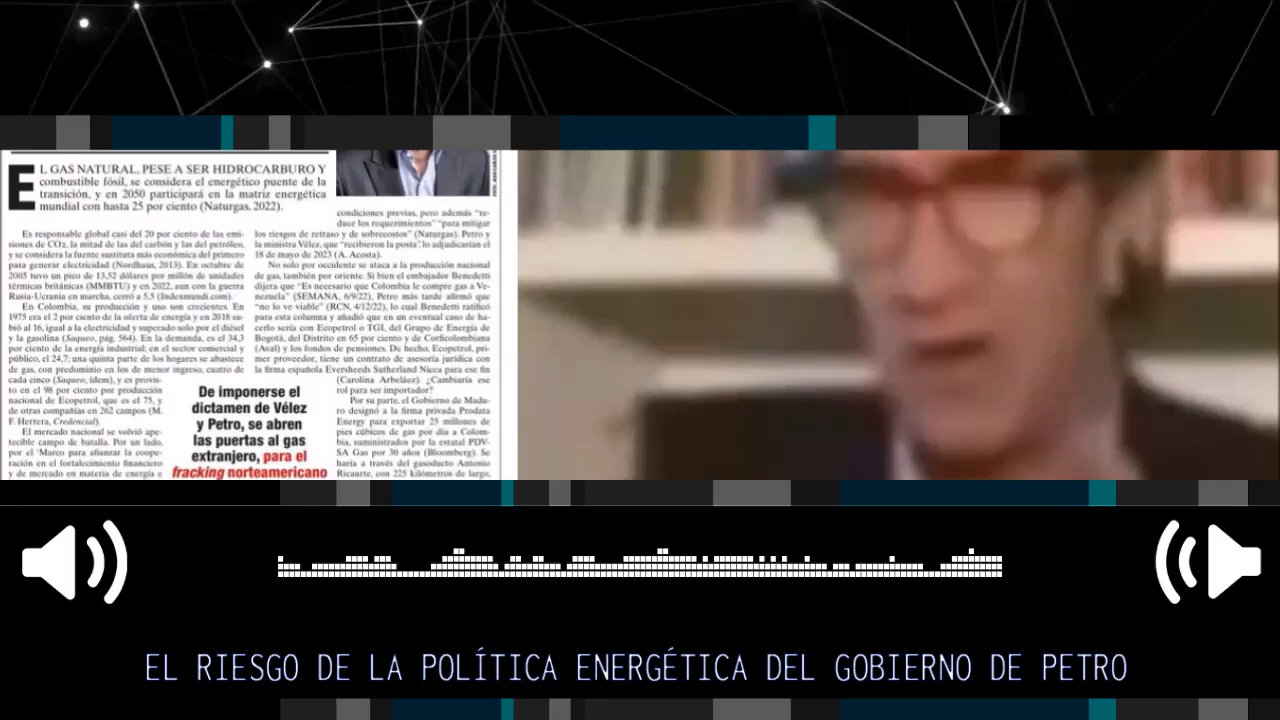 EL GAS NATURAL, PESE A SER HIDROCARBURO Y
combustible fósil, se considera el energético puente de la
transición, y en 2050 participará en la matriz energética
mundial con hasta 25 por ciento (Naturgas, 2022).
Es responsable global casi del 20 por ciento de las emi-
siones de CO2, la mitad de las del carbón y las del petróleo,
y se considera la fuente sustituta más económica del primero
para generar electricidad (Nordhaus, 2013). En octubre de
2005 tuvo un pico de 13,52 dólares por millón de unidades
térmicas británicas (MMBTU) y en 2022, aun con la guerra
Rusia-Ucrania en marcha, cerró a 5,5 (Indexmundi.com).
En Colombia, su producción y uso son crecientes. En
1975 era el 2 por ciento de la oferta de energía y en 2018 su-
bió al 16, igual a la electricidad y superado solo por el diésel
y la gasolina (Saqueo, pág. 564). En la demanda, es el 34,3
por ciento de la energía industrial; en el sector comercial y
público, el 24,7; una quinta parte de los hogares se abastece
de gas, con predominio en los de menor ingreso, cuatro de
cada cinco (Saqueo, ídem), y es provis-
to en el 98 por ciento por producción
nacional de Ecopetrol, que es el 75, y
de otras compañías en 262 campos (M.
F. Herrera, Credencial).
El mercado nacional se volvió ape-
tecible campo de batalla. Por un lado,
por el 'Marco para afianzar la coope-
ración en el fortalecimiento financiero
y de mercado en materia de energía e
De imponerse el
dictamen de Vélez
y Petro, se abren
las puertas al gas
extranjero, para el
fracking norteamericano
condiciones previas, pero además "re-
duce los requerimientos" "para mitigar
los riesgos de retraso y de sobrecostos" (Naturgas). Petro y
la ministra Vélez, que "recibieron la posta", lo adjudicarían el
18 de mayo de 2023 (A. Acosta).
No solo por occidente se ataca a la producción nacional
de gas, también por oriente. Si bien el embajador Benedetti
dijera que "Es necesario que Colombia le compre gas a Ve-
nezuela" (SEMANA, 6/9/22), Petro más tarde afirmó que
"no lo ve viable" (RCN, 4/12/22), lo cual Benedetti ratificó
para esta columna y añadió que en un eventual caso de ha-
cerlo sería con Ecopetrol o TGI, del Grupo de Energía de
Bogotá, del Distrito en 65 por ciento y de Corficolombiana
(Aval) y los fondos de pensiones. De hecho, Ecopetrol, pri-
mer proveedor, tiene un contrato de asesoría jurídica con
la firma española Eversheds Sutherland Nicea para ese fin
(Carolina Arbeláez). ¿Cambiaría ese
rol para ser importador?
Por su parte, el Gobierno de Madu-
ro designó a la firma privada Prodata
Energy para exportar 25 millones de
pies cúbicos de gas por día a Colom-
bia, suministrados por la estatal PDV-
SA Gas por 30 años (Bloomberg). Se
haría a través del gasoducto Antonio
Ricaurte, con 225 kilómetros de largo,
EL RIESGO DE LA POLÍTICA ENERGÉTICA DEL GOBIERNO DE PETRO